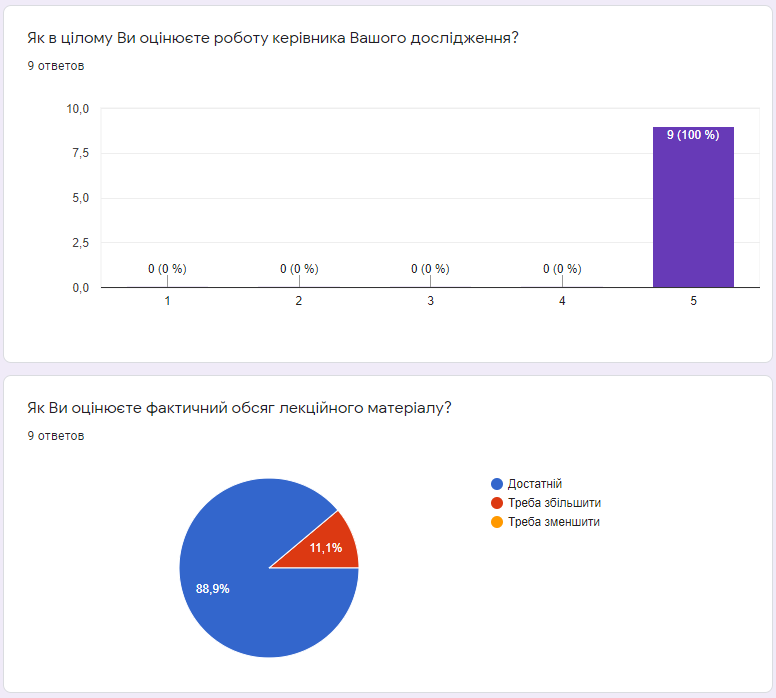 Як в цілому Ви оцінюєте роботу керівника Вашого дослідження?
9 ответов
10,0
7,5
5,0
2,5
0,0
0 (0 %) 0 (0 %) 0 (0 %) 0 (0 %) 9 (100 %)
1 2 3 4 5
Як Ви оцінюєте фактичний обсяг лекційного матеріалу?
9 ответов
Достатній
Треба збільшити
Треба зменшити
11,1%
88,9%